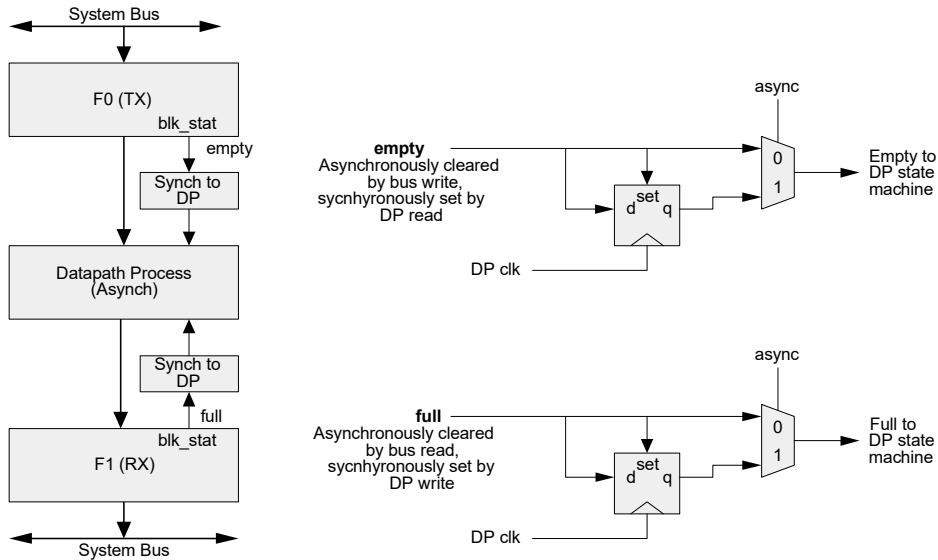 System Bus
F0 (TX)
blk_stat
empty
Synch to
DP
Datapath Process
(Asynch)
Synch to
DP
full
blk_stat
F1 (RX)
System Bus
async
empty
Asynchronously cleared
by bus write,
sycnhyronously set by
DP read
set
d
q
DP clk
0
1
Empty to
DP state
machine
async
full
Asynchronously cleared
by bus read,
sycnhyronously set by
DP write
set
d
q
DP clk
0
1
Full to
DP state
machine